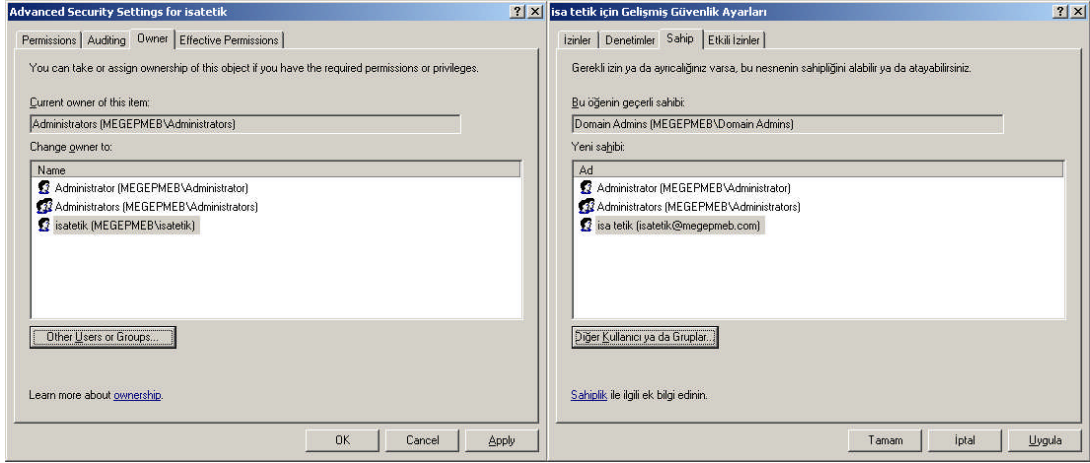 Advanced Security Settings for isatetik
Permissions Auditing Owner Effective Permissions
You can take or assign ownership of this object if you have the required permissions or privileges.
Current owner of this item:
Administrators (MEGEPMEB\Administrators)
Change owner to:
Name
Administrator (MEGEPMEB\Administrator)
Administrators (MEGEPMEB\Administrators)
isatetik (MEGEPMEB\isatetik)
Other Users or Groups...
Learn more about ownership.
OK Cancel Apply
isa tetik için Gelişmiş Güvenlik Ayarları
İzinler Denetimler Sahip Etkili İzinler
Gerekli izin ya da ayrıcalığınız varsa, bu nesnenin sahipliğini alabilir ya da atayabilirsiniz.
Bu öğenin geçerli sahibi:
Domain Admins (MEGEPMEB\Domain Admins)
Yeni sahibi:
Ad
Administrator (MEGEPMEB\Administrator)
Administrators (MEGEPMEB\Administrators)
isa tetik (isatetik@megepmeb.com)
Diğer Kullanıcı ya da Gruplar...
Sahiplik ile ilgili ek bilgi edinin.
Tamam İptal Uygula